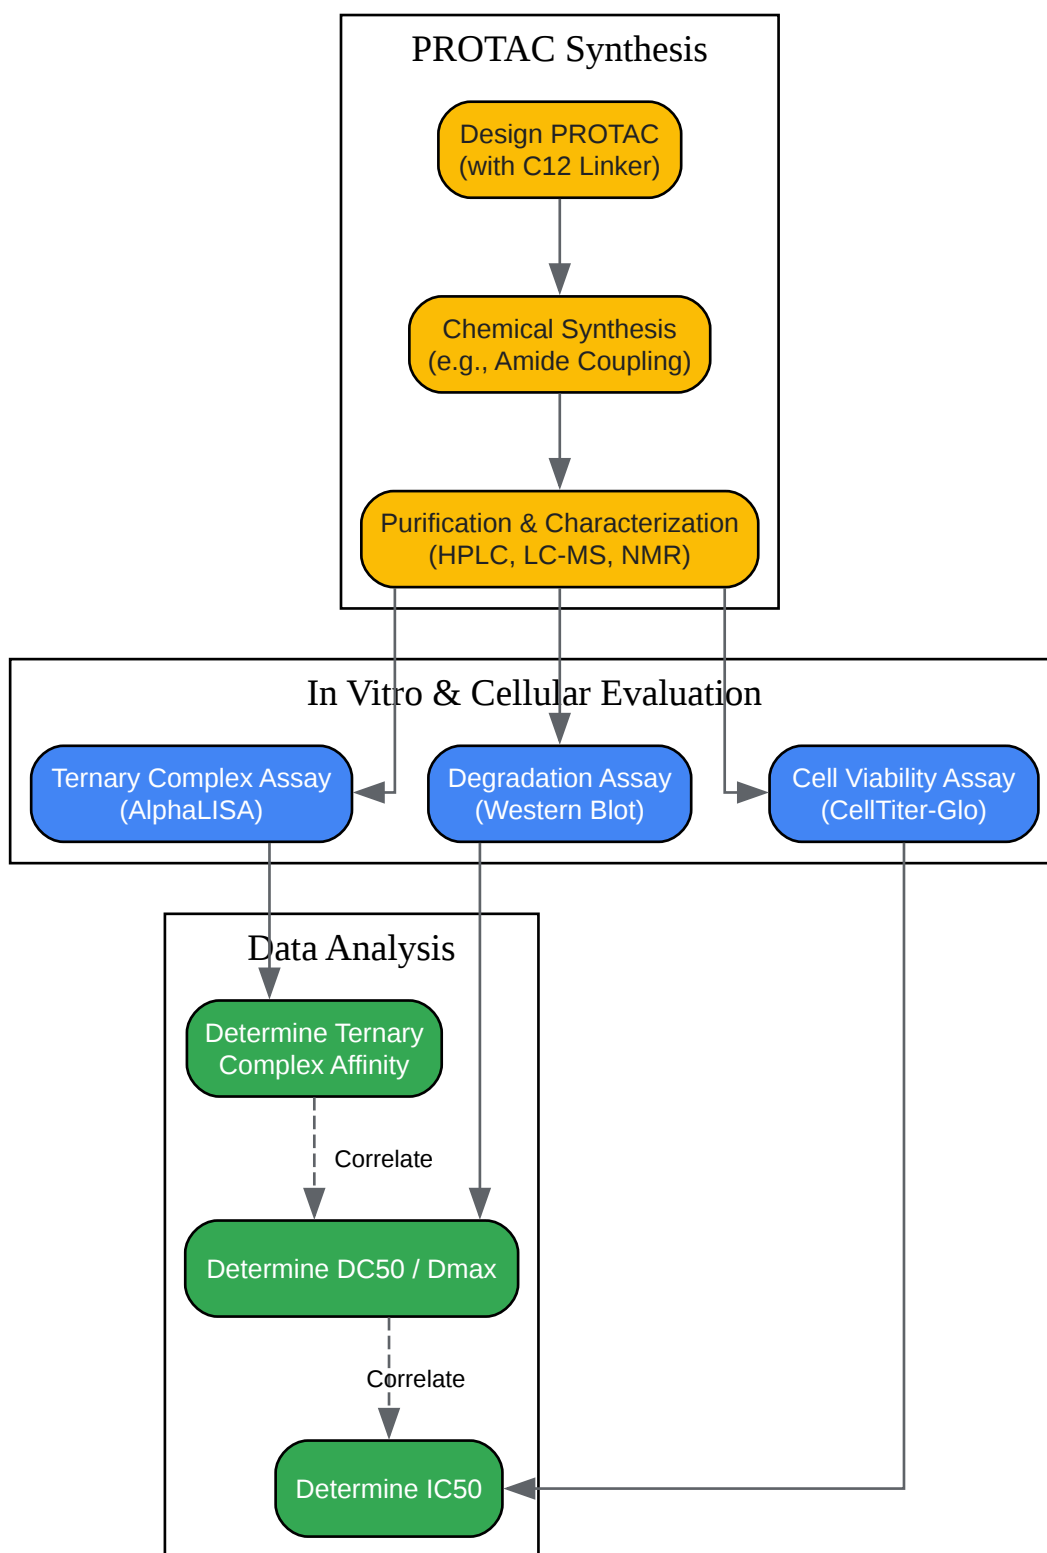 PROTAC Synthesis
Design PROTAC
(with C12 Linker)
Chemical Synthesis
(e.g., Amide Coupling)
Purification & Characterization
(HPLC, LC-MS, NMR)
In Vitro & Cellular Evaluation
Ternary Complex Assay
(AlphaLISA)
Degradation Assay
(Western Blot)
Cell Viability Assay
(CellTiter-Glo)
Data Analysis
Determine Ternary
Complex Affinity
Correlate
Determine DC50 / Dmax
Correlate
Determine IC50